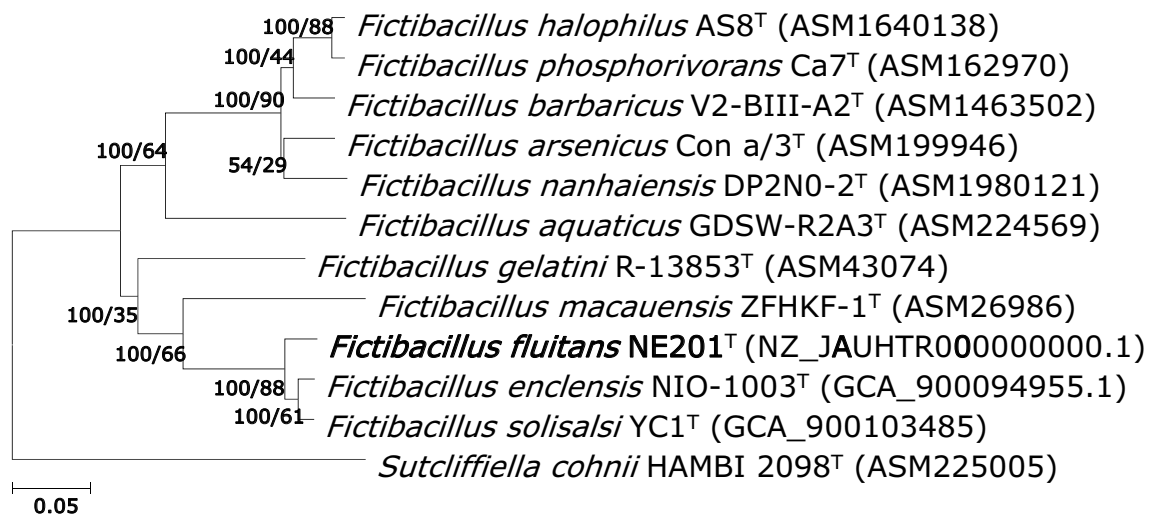 100/88 Fictibacillus halophilus AS8ᵀ (ASM1640138)
100/44 Fictibacillus phosphorivorans Ca7ᵀ (ASM162970)
100/90 Fictibacillus barbaricus V2-BIII-A2ᵀ (ASM1463502)
100/64 Fictibacillus arsenicus Con a/3ᵀ (ASM199946)
54/29 Fictibacillus nanhaiensis DP2N0-2ᵀ (ASM1980121)
Fictibacillus aquaticus GDSW-R2A3ᵀ (ASM224569)
Fictibacillus gelatini R-13853ᵀ (ASM43074)
100/35 Fictibacillus macauensis ZFHKF-1ᵀ (ASM26986)
100/66 Fictibacillus fluitans NE201ᵀ (NZ_JAUHTR000000000.1)
100/88 Fictibacillus enclensis NIO-1003ᵀ (GCA_900094955.1)
100/61 Fictibacillus solisalsi YC1ᵀ (GCA_900103485)
Sutcliffiella cohnii HAMBI 2098ᵀ (ASM225005)
0.05